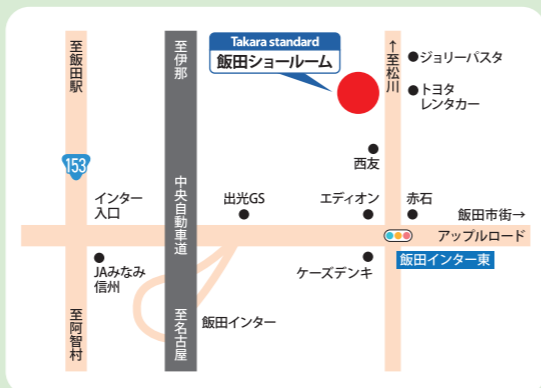 至飯田駅
至伊那
Takara standard
飯田ショールーム
↑至松川
ジョリーパスタ
トヨタ
レンタカー
153
西友
インター
入口
中央自動車道
出光GS
エディオン
赤石
飯田市街→
アップルロード
飯田インター東
JAみなみ
信州
ケーズデンキ
至阿智村
至名古屋
飯田インター